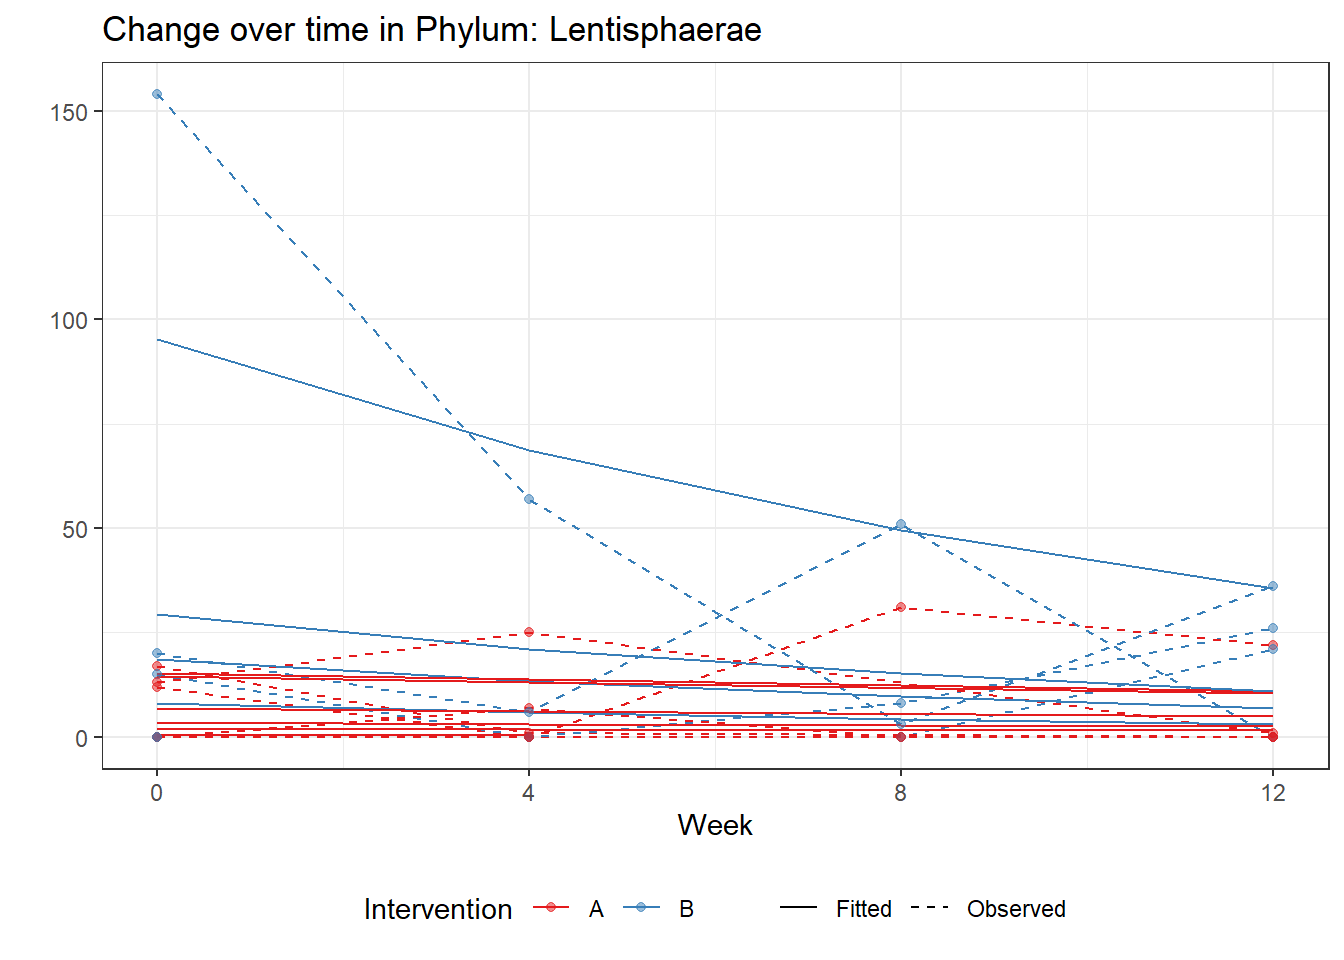 Change over time in Phylum: Lentisphaerae
150
100
50
0
0 4 8 12
Week
Intervention A B Fitted Observed